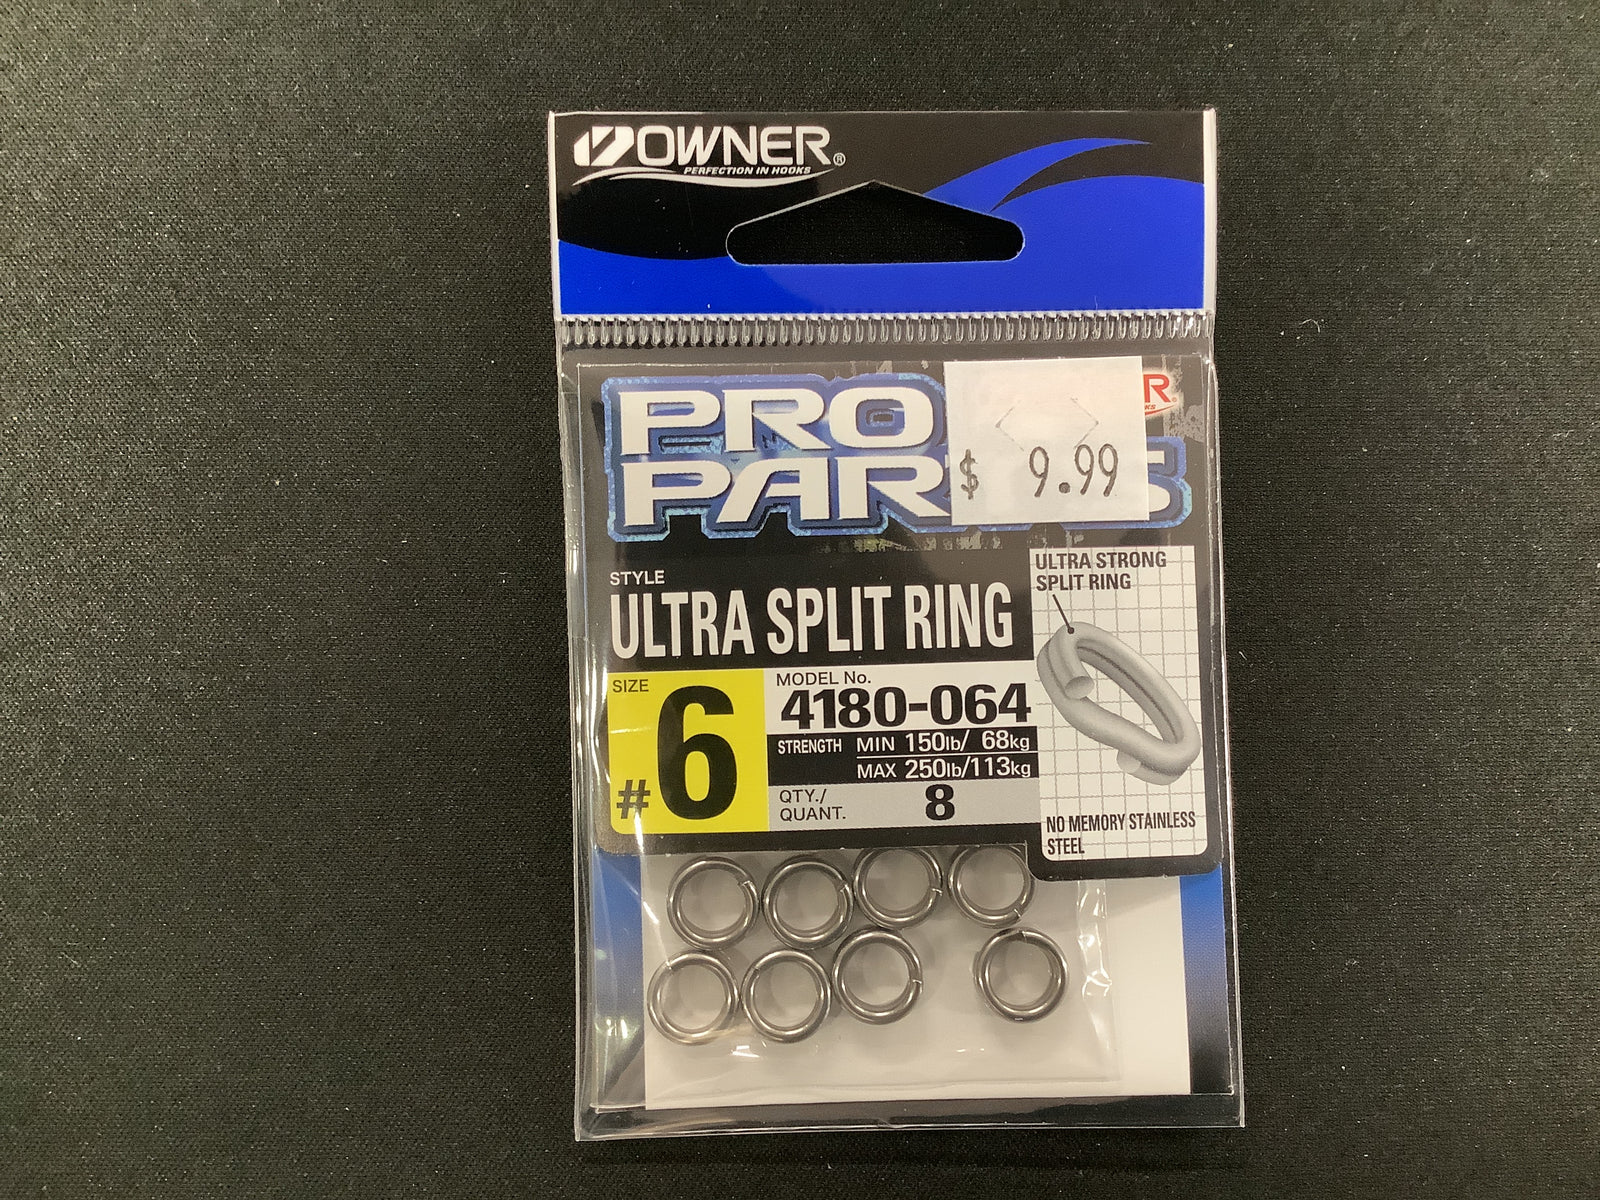 OWNER®
PERFECTION IN HOOKS
PRO
PAR S
R®
KS
$ 9.99
STYLE
ULTRA SPLIT RING
ULTRA STRONG
SPLIT RING
SIZE
#6
MODEL No.
4180-064
STRENGTH MIN 150lb/ 68kg
MAX 250lb/113kg
QTY./
QUANT.
8
NO MEMORY STAINLESS
STEEL